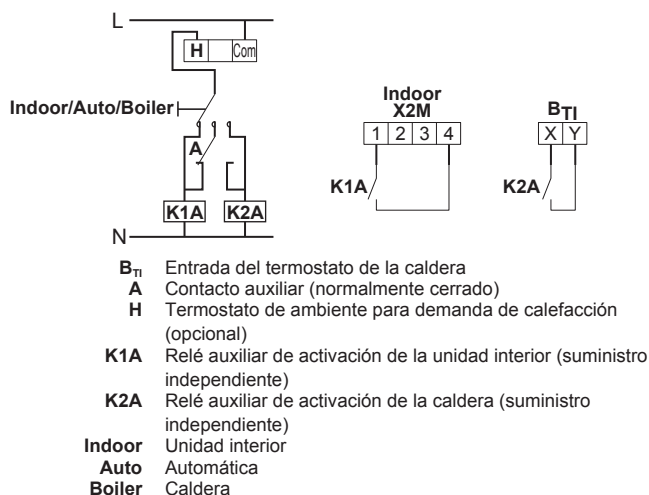 L
H Com
Indoor/Auto/Boiler
A
K1A K2A
N
Indoor
X2M
1 2 3 4
K1A
BTI
X Y
K2A
BTI Entrada del termostato de la caldera
A Contacto auxiliar (normalmente cerrado)
H Termostato de ambiente para demanda de calefacción
(opcional)
K1A Relé auxiliar de activación de la unidad interior (suministro
independiente)
K2A Relé auxiliar de activación de la caldera (suministro
independiente)
Indoor Unidad interior
Auto Automática
Boiler Caldera